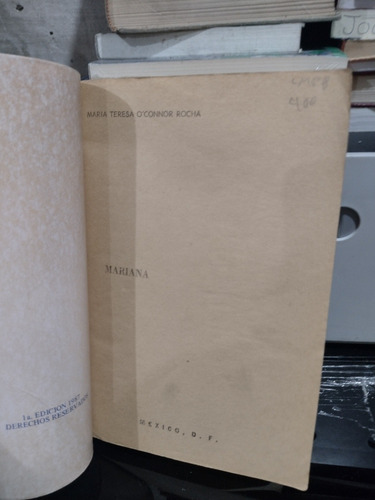 1a. EDICION 1967
DERECHOS RESERVADOS
MARIA TERESA O'CONNOR ROCHA
MARIANA
MEXICO, D. F.